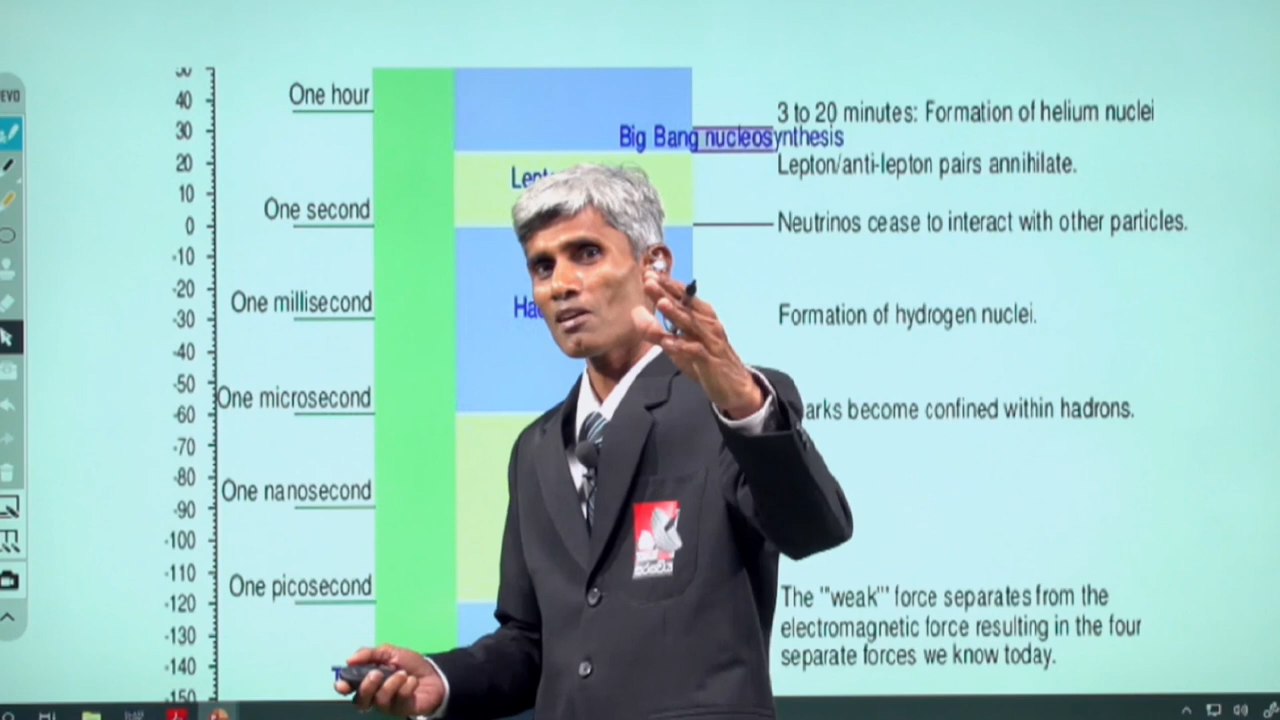 EVO
50
40
30
20
10
0
-10
-20
-30
-40
-50
-60
-70
-80
-90
-100
-110
-120
-130
-140
-150
One hour
One second
One millisecond
One microsecond
One nanosecond
One picosecond
Big Bang nucleosynthesis
3 to 20 minutes: Formation of helium nuclei
Lepton/anti-lepton pairs annihilate.
Neutrinos cease to interact with other particles.
Formation of hydrogen nuclei.
arks become confined within hadrons.
The "weak'" force separates from the
electromagnetic force resulting in the four
separate forces we know today.